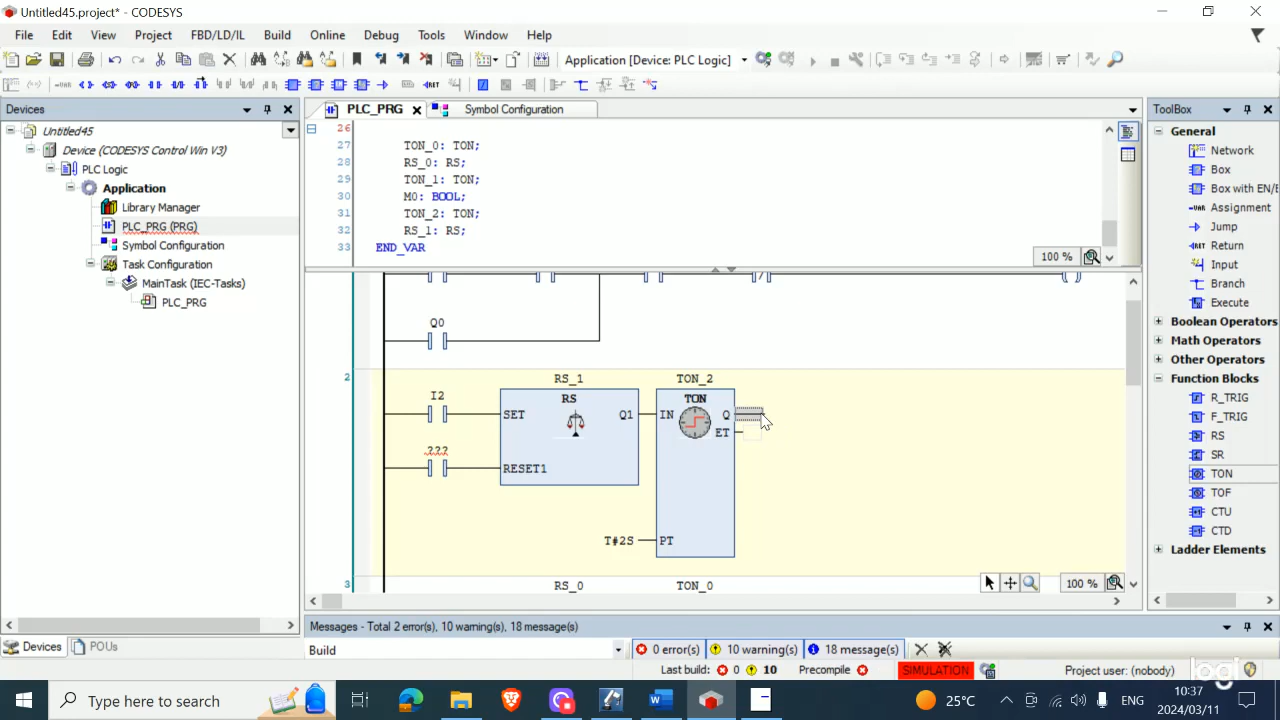 Untitled45.project* - CODESYS
File Edit View Project FBD/LD/IL Build Online Debug Tools Window Help
Application [Device: PLC Logic]
Devices
Untitled45
Device (CODESYS Control Win V3)
PLC Logic
Application
Library Manager
PLC_PRG (PRG)
Symbol Configuration
Task Configuration
MainTask (IEC-Tasks)
PLC_PRG
Devices POUs
PLC_PRG Symbol Configuration
26
27 TON_0: TON;
28 RS_0: RS;
29 TON_1: TON;
30 M0: BOOL;
31 TON_2: TON;
32 RS_1: RS;
33 END_VAR
100 %
Q0
2
RS_1 TON_2
I2 RS TON
SET Q1 IN Q
ET
???
RESET1
T#2S PT
3 RS_0 TON_0
100 %
Messages - Total 2 error(s), 10 warning(s), 18 message(s)
Build 0 error(s) 10 warning(s) 18 message(s)
Last build: 0 10 Precompile SIMULATION Project user: (nobody)
ToolBox
General
Network
Box
Box with EN/E
Assignment
Jump
Return
Input
Branch
Execute
Boolean Operators
Math Operators
Other Operators
Function Blocks
R_TRIG
F_TRIG
RS
SR
TON
TOF
CTU
CTD
Ladder Elements
Type here to search
25°C ENG 10:37
2024/03/11